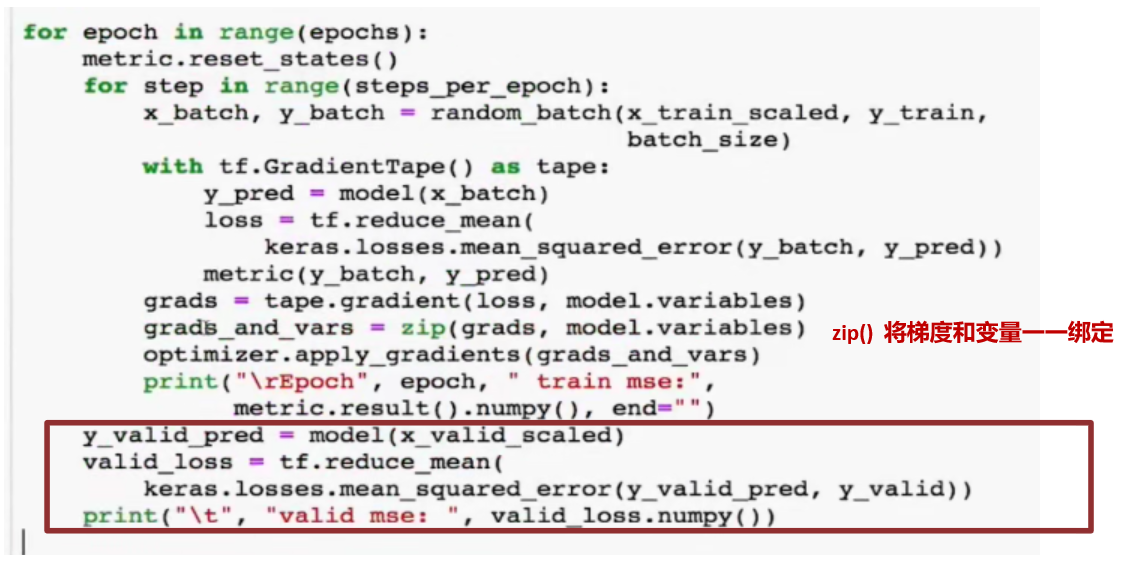 for epoch in range(epochs):
    metric.reset_states()
    for step in range(steps_per_epoch):
        x_batch, y_batch = random_batch(x_train_scaled, y_train,
                                        batch_size)
        with tf.GradientTape() as tape:
            y_pred = model(x_batch)
            loss = tf.reduce_mean(
                keras.losses.mean_squared_error(y_batch, y_pred))
            metric(y_batch, y_pred)
        grads = tape.gradient(loss, model.variables)
        grads_and_vars = zip(grads, model.variables)
zip() 将梯度和变量一一绑定
        optimizer.apply_gradients(grads_and_vars)
        print("\rEpoch", epoch, " train mse:",
              metric.result().numpy(), end="")
    y_valid_pred = model(x_valid_scaled)
    valid_loss = tf.reduce_mean(
        keras.losses.mean_squared_error(y_valid_pred, y_valid))
    print("\t", "valid mse: ", valid_loss.numpy())